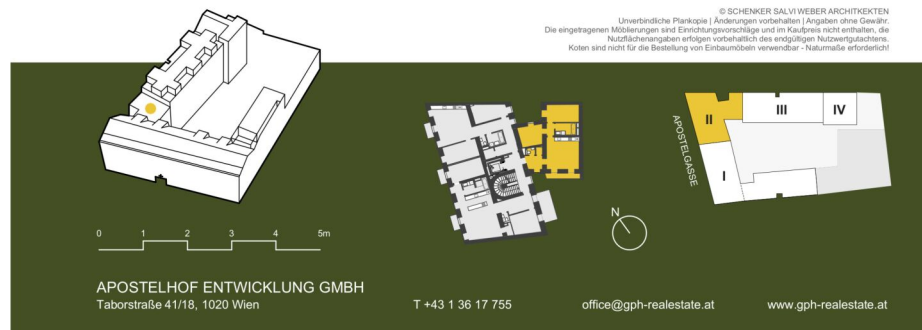 © SCHENKER SALVI WEBER ARCHITKEKTEN
Unverbindliche Plankopie | Änderungen vorbehalten | Angaben ohne Gewähr.
Die eingetragenen Möblierungen sind Einrichtungsvorschläge und im Kaufpreis nicht enthalten, die
Nutzflächenangaben erfolgen vorbehaltlich des endgültigen Nutzwertgutachtens.
Koten sind nicht für die Bestellung von Einbaumöbeln verwendbar - Naturmaße erforderlich!
II
III
IV
APOSTELGASSE
I
N
0 1 2 3 4 5m
APOSTELHOF ENTWICKLUNG GMBH
Taborstraße 41/18, 1020 Wien
T +43 1 36 17 755
office@gph-realestate.at
www.gph-realestate.at